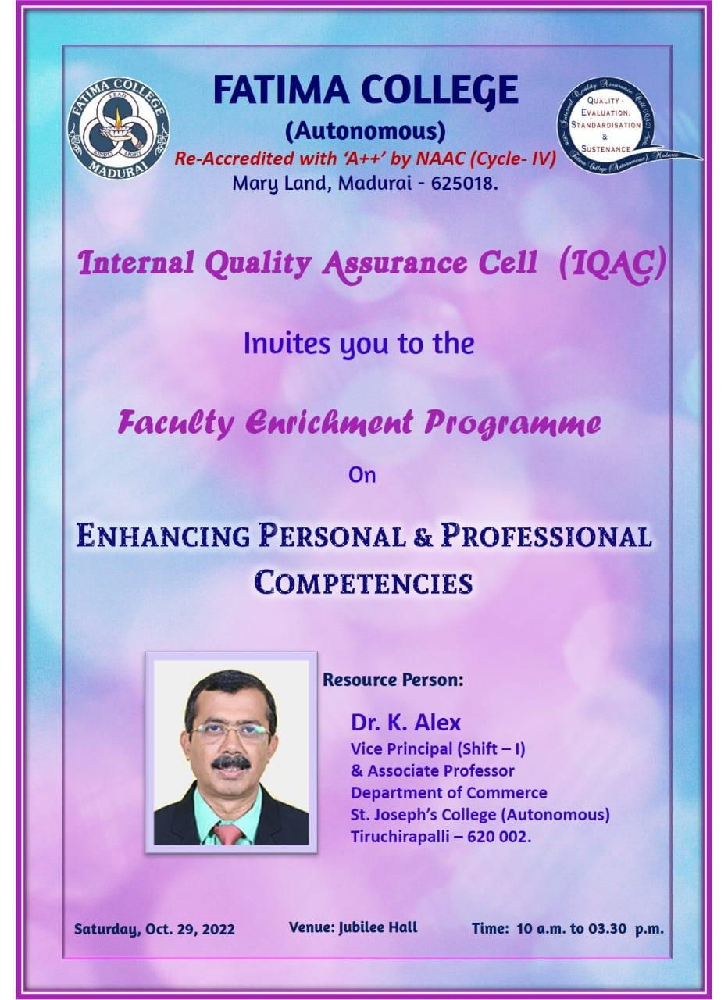 FATIMA COLLEGE
LEAD
KINDLY LIGHT
MADURAI
FATIMA COLLEGE
(Autonomous)
Re-Accredited with ‘A++’ by NAAC (Cycle- IV)
Mary Land, Madurai - 625018.
Internal Quality Assurance Cell (IQAC)
QUALITY -
EVALUATION,
STANDARDISATION
&
SUSTENANCE
Fatima College (Autonomous), Madurai
Internal Quality Assurance Cell (IQAC)
Invites you to the
Faculty Enrichment Programme
On
ENHANCING PERSONAL & PROFESSIONAL
COMPETENCIES
Resource Person:
Dr. K. Alex
Vice Principal (Shift – I)
& Associate Professor
Department of Commerce
St. Joseph’s College (Autonomous)
Tiruchirapalli – 620 002.
Saturday, Oct. 29, 2022 Venue: Jubilee Hall Time: 10 a.m. to 03.30 p.m.